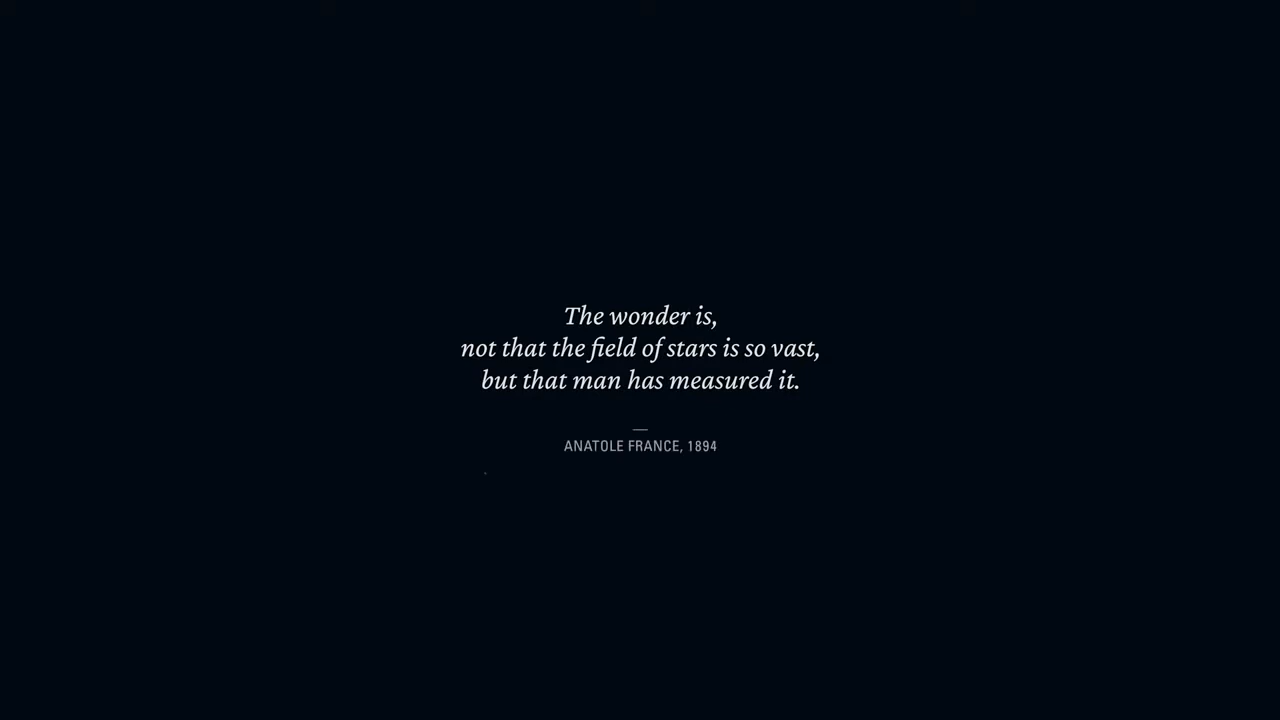 The wonder is,
not that the field of stars is so vast,
but that man has measured it.
—
ANATOLE FRANCE, 1894